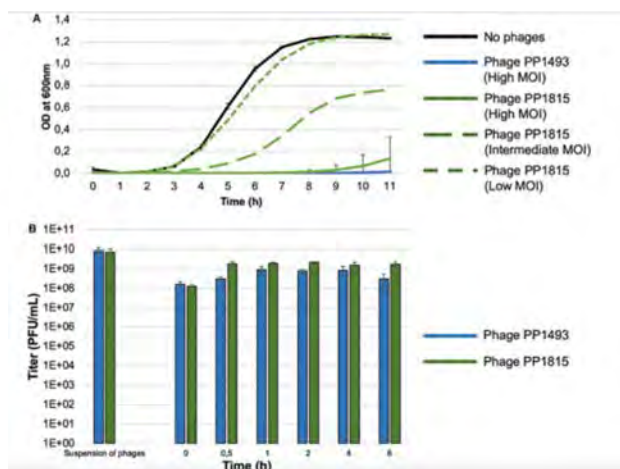 A
1,4
1,2
1,0
0,8
0,6
0,4
0,2
0,0
OD at 600nm
0 1 2 3 4 5 6 7 8 9 10 11
Time (h)
No phages
Phage PP1493
(High MOI)
Phage PP1815
(High MOI)
Phage PP1815
(Intermediate MOI)
Phage PP1815
(Low MOI)
B
1E+11
1E+10
1E+09
1E+08
1E+07
1E+06
1E+05
1E+04
1E+03
1E+02
1E+01
1E+00
Titer (PFU/mL)
Suspension of phages 0 0,5 1 2 4
Time (h)
Phage PP1493
Phage PP1815